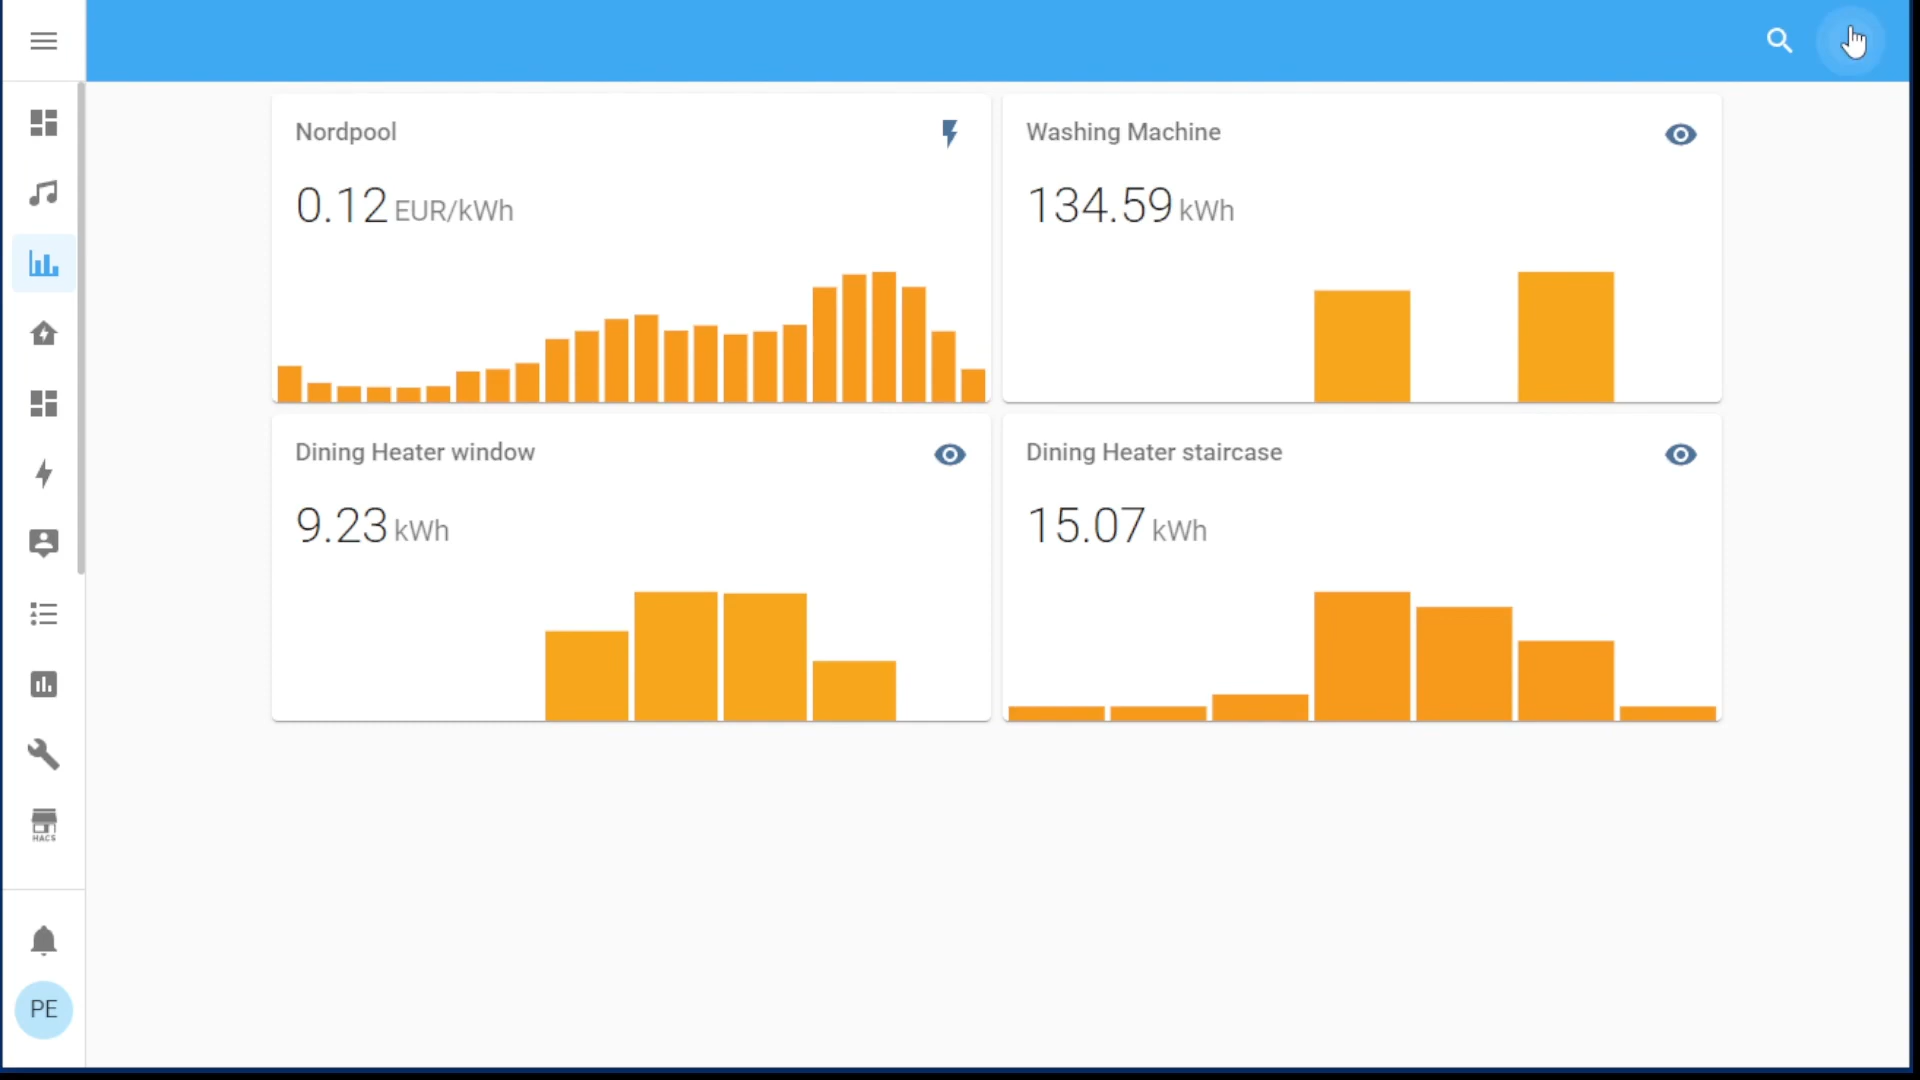 Nordpool
0.12 EUR/kWh
Washing Machine
134.59 kWh
Dining Heater window
9.23 kWh
Dining Heater staircase
15.07 kWh
HACS
PE